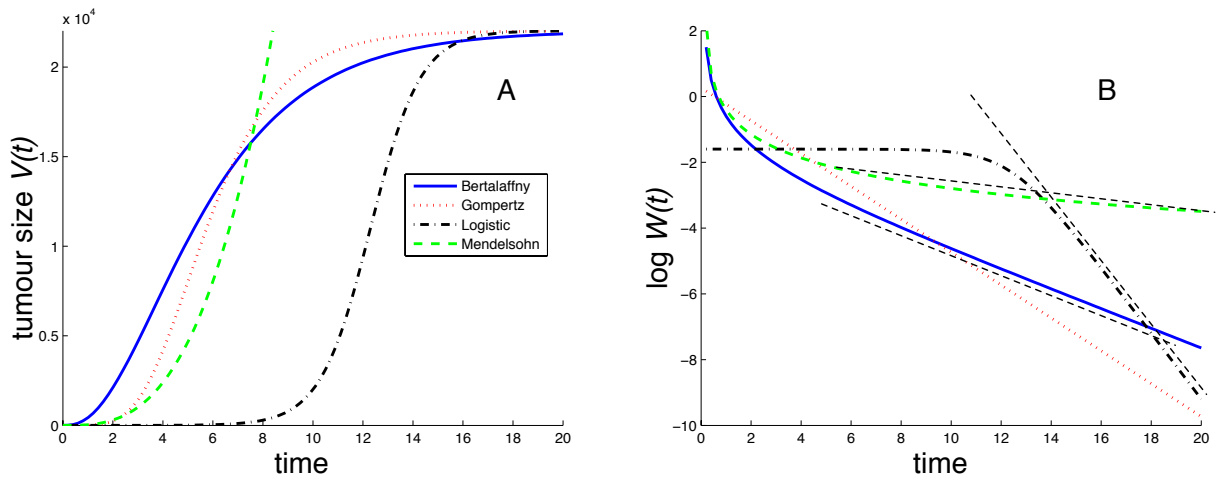 x 10⁴
2
1.5
1
0.5
0
tumour size V(t)
0 2 4 6 8 10 12 14 16 18 20
time
A
Bertalaffny
Gompertz
Logistic
Mendelsohn
2
0
−2
−4
−6
−8
−10
log W(t)
0 2 4 6 8 10 12 14 16 18 20
time
B